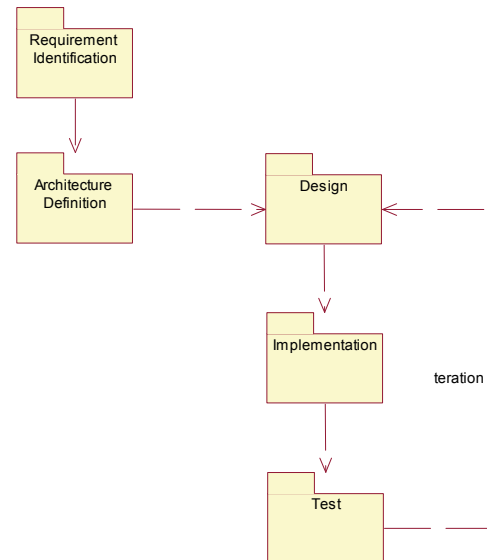 Requirement
Identification
Architecture
Definition
Design
Implementation
teration
Test